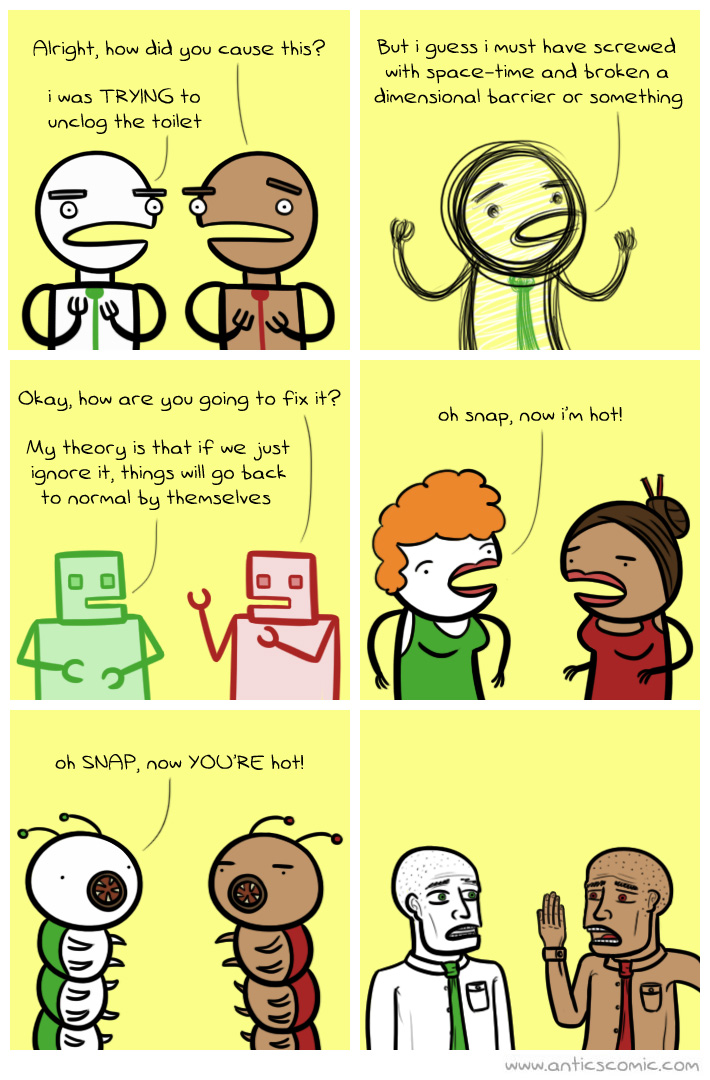 Alright, how did you cause this?
i was TRYING to
unclog the toilet
But i guess i must have screwed
with space-time and broken a
dimensional barrier or something
Okay, how are you going to fix it?
My theory is that if we just
ignore it, things will go back
to normal by themselves
oh snap, now i'm hot!
oh SNAP, now YOU'RE hot!
www.anticscomic.com